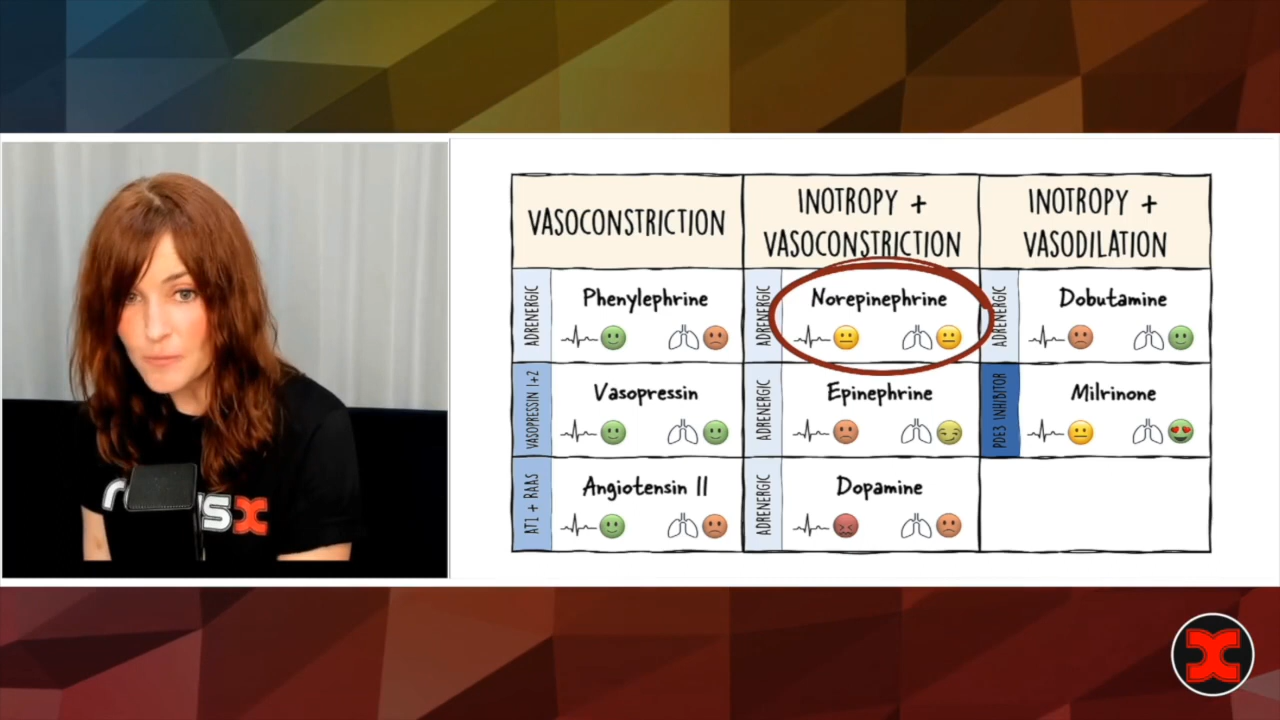 VASOCONSTRICTION
INOTROPY +
VASOCONSTRICTION
INOTROPY +
VASODILATION
ADRENERGIC
Phenylephrine
ADRENERGIC
Norepinephrine
ADRENERGIC
Dobutamine
VASOPRESSIN 1+2
Vasopressin
ADRENERGIC
Epinephrine
PDE3 INHIBITOR
Milrinone
AT1 + RAAS
Angiotensin II
ADRENERGIC
Dopamine